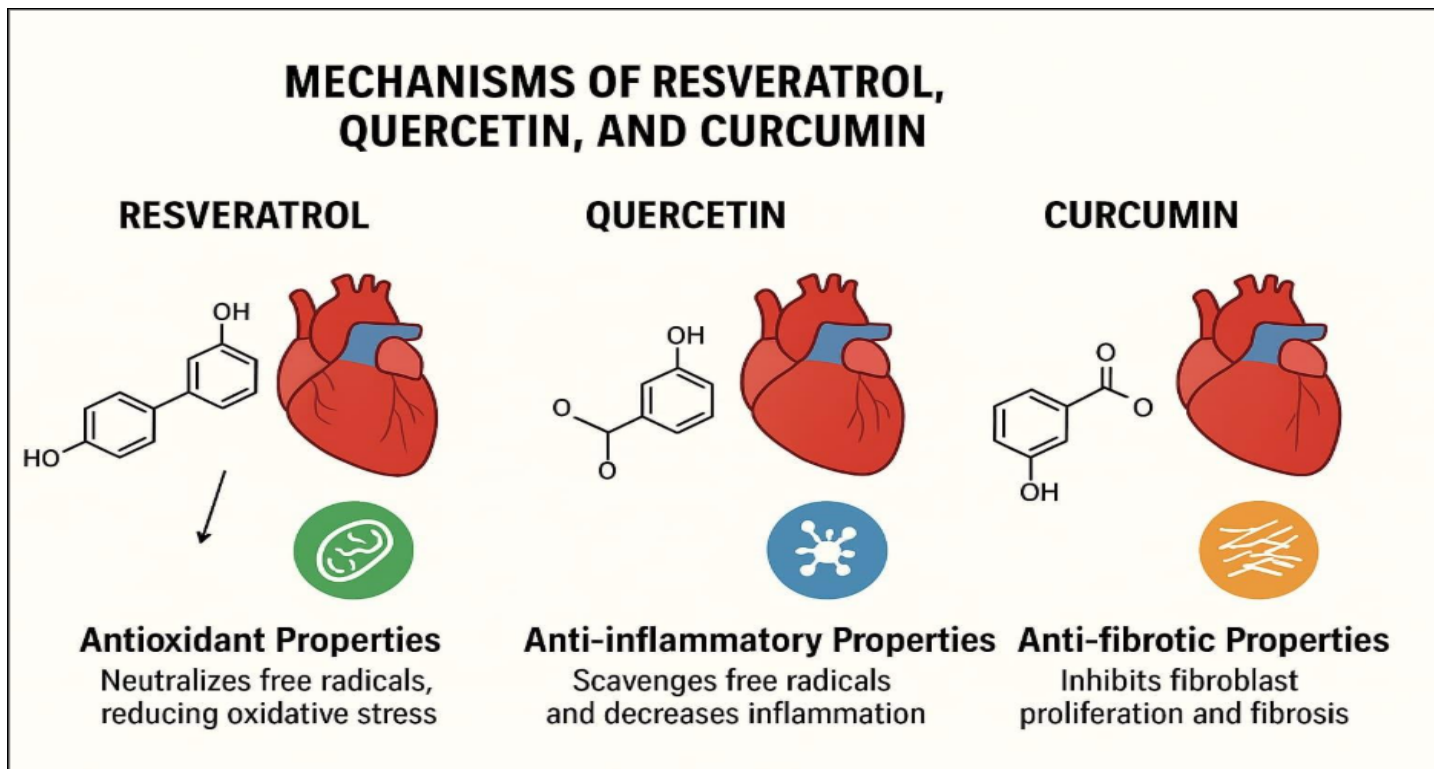 MECHANISMS OF RESVERATROL,
QUERCETIN, AND CURCUMIN
RESVERATROL
OH
HO
Antioxidant Properties
Neutralizes free radicals,
reducing oxidative stress
QUERCETIN
OH
O
O
Anti-inflammatory Properties
Scavenges free radicals
and decreases inflammation
CURCUMIN
O
O
OH
Anti-fibrotic Properties
Inhibits fibroblast
proliferation and fibrosis